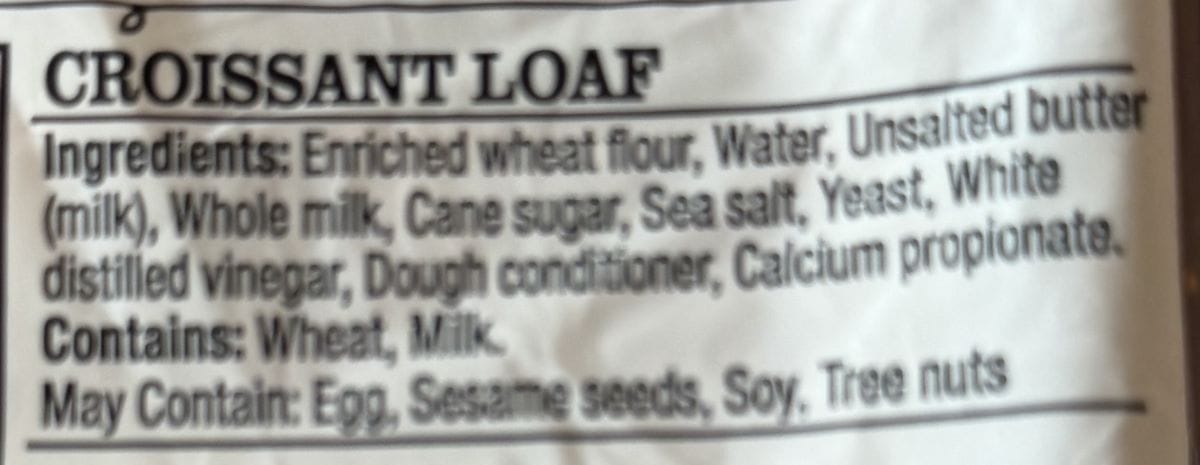 CROISSANT LOAF
Ingredients: Enriched wheat flour, Water, Unsalted butter
(milk), Whole milk, Cane sugar, Sea salt, Yeast, White
distilled vinegar, Dough conditioner, Calcium propionate.
Contains: Wheat, Milk.
May Contain: Egg, Sesame seeds, Soy, Tree nuts